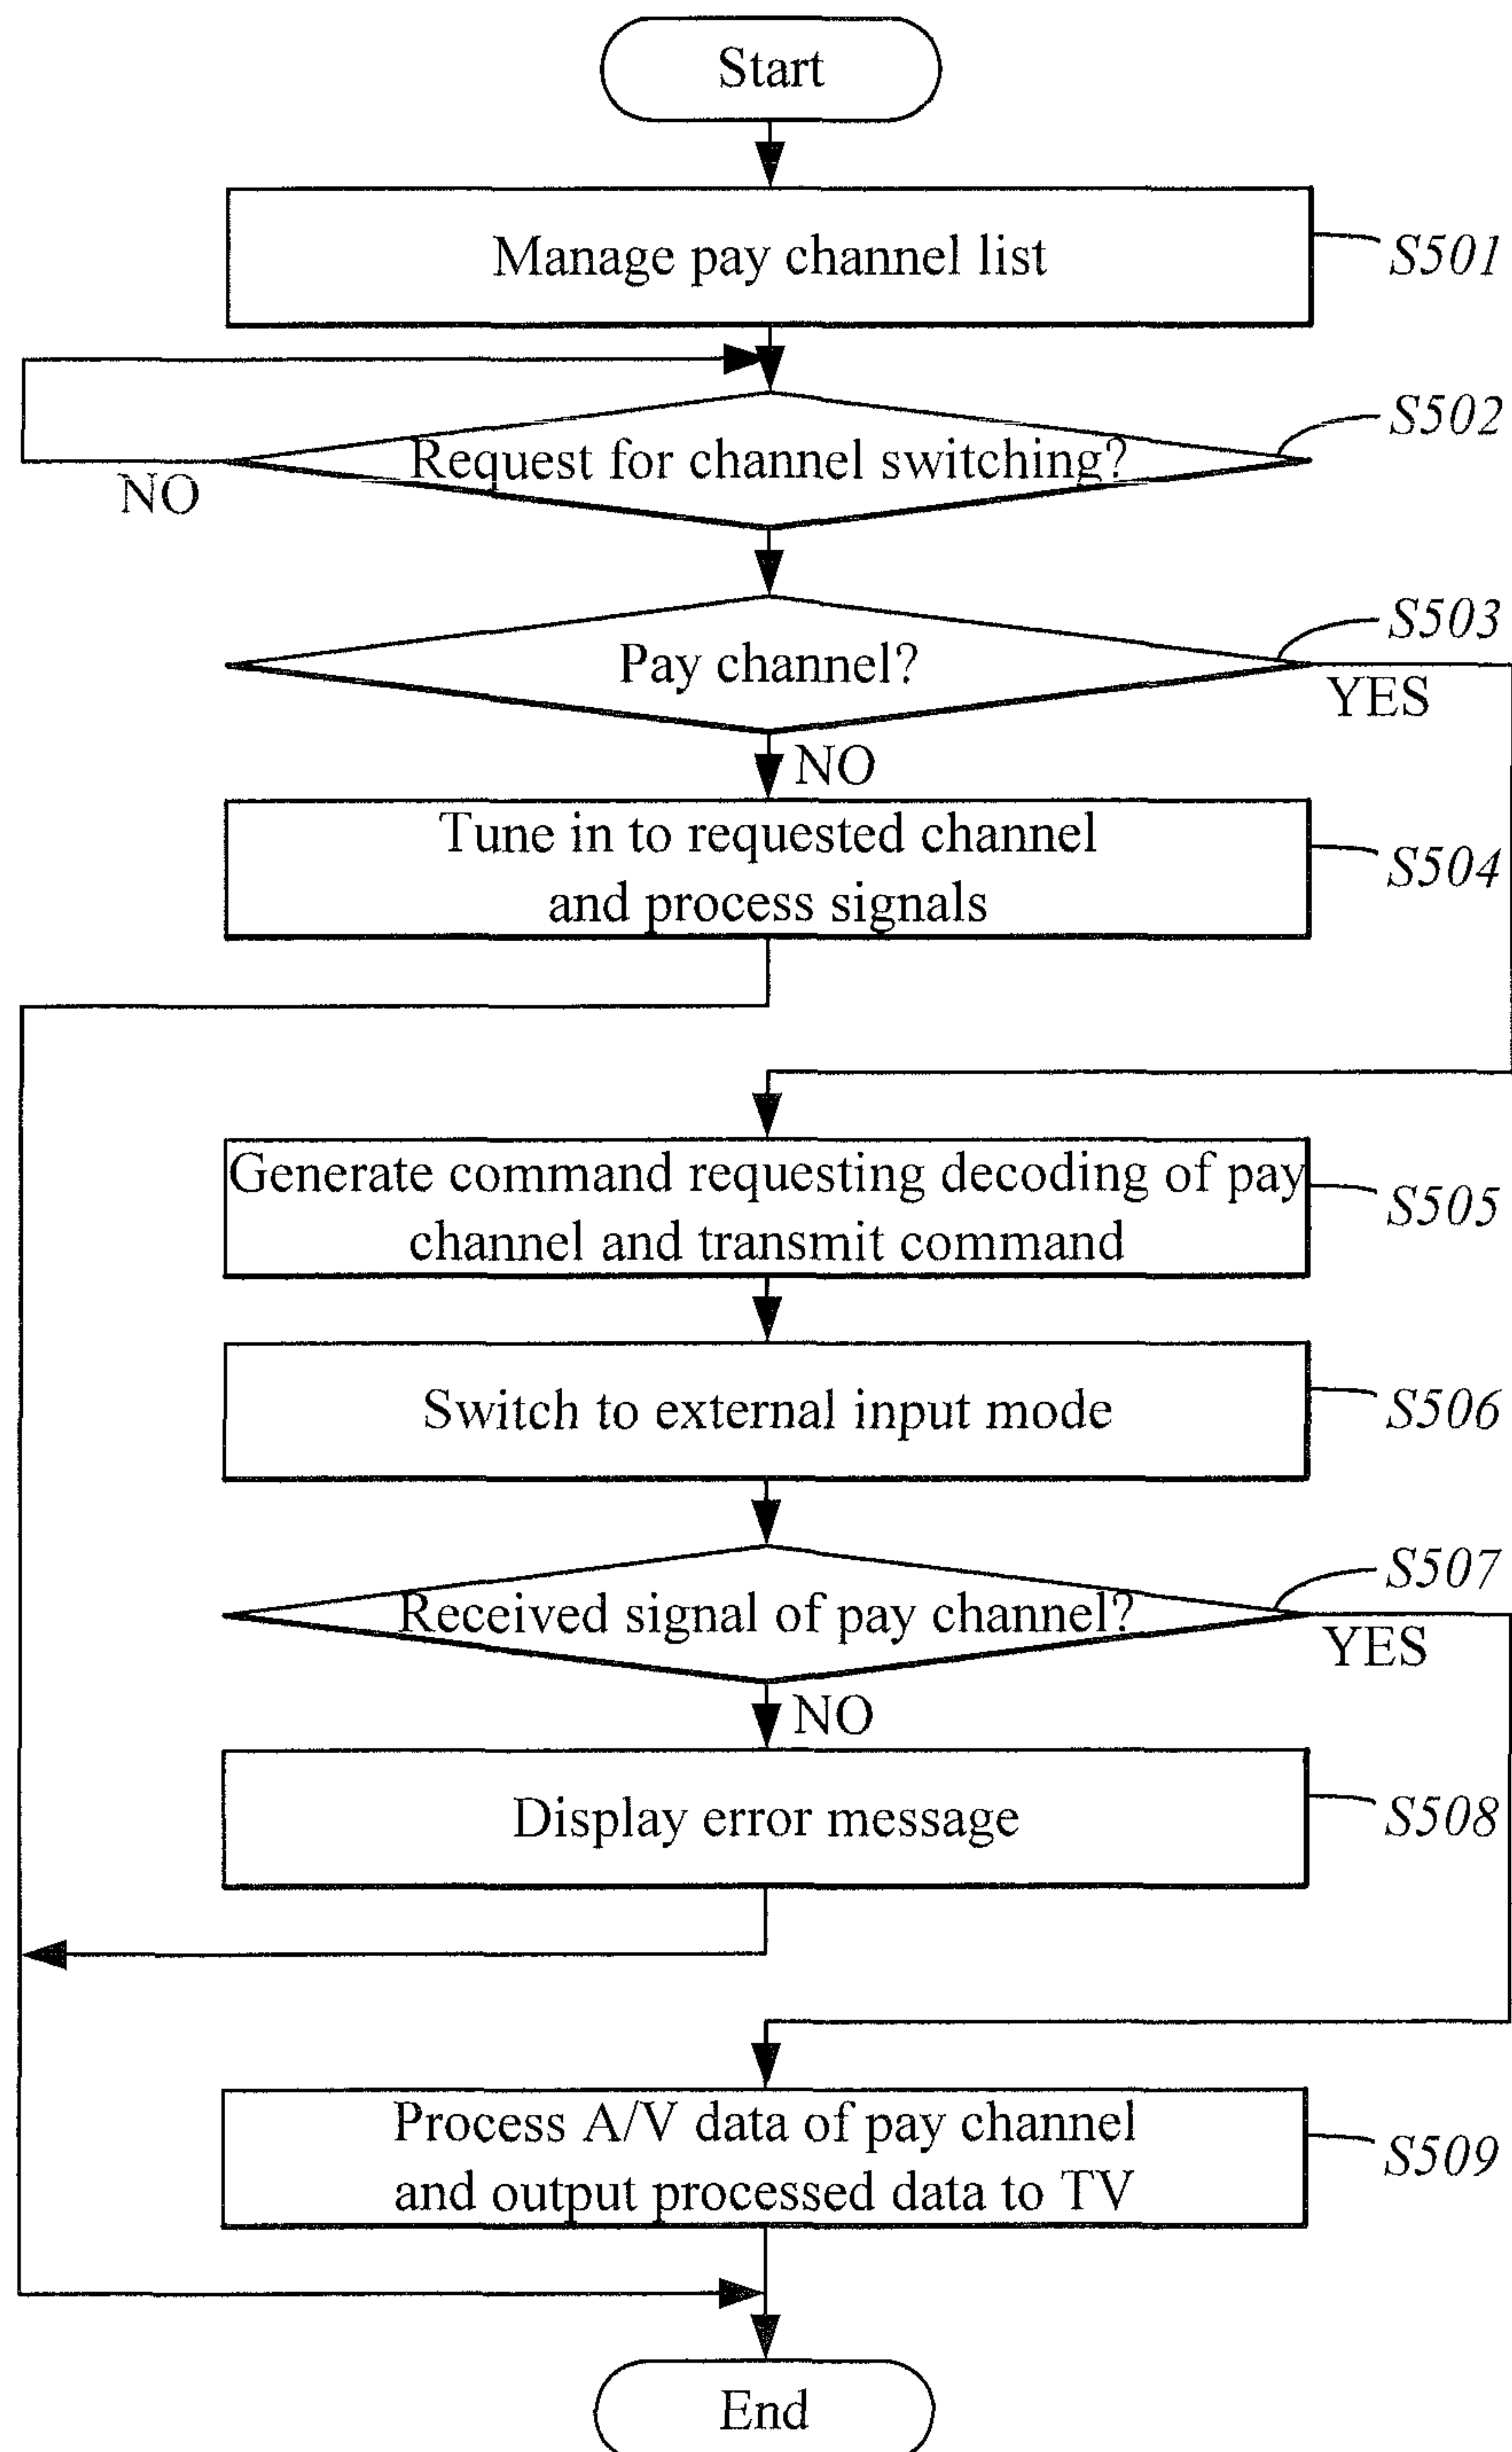 Start
Manage pay channel list
S501
Request for channel switching?
S502
NO
Pay channel?
S503
YES
NO
Tune in to requested channel
and process signals
S504
Generate command requesting decoding of pay
channel and transmit command
S505
Switch to external input mode
S506
Received signal of pay channel?
S507
YES
NO
Display error message
S508
Process A/V data of pay channel
and output processed data to TV
S509
End